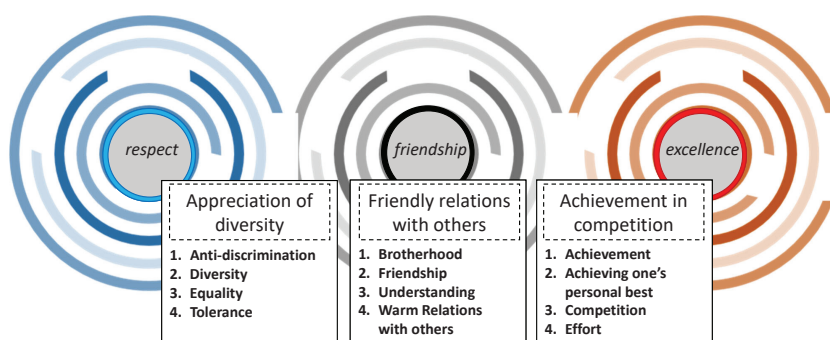 respect
friendship
excellence
Appreciation of
diversity
1. Anti-discrimination
2. Diversity
3. Equality
4. Tolerance
Friendly relations
with others
1. Brotherhood
2. Friendship
3. Understanding
4. Warm Relations
with others
Achievement in
competition
1. Achievement
2. Achieving one's
personal best
3. Competition
4. Effort